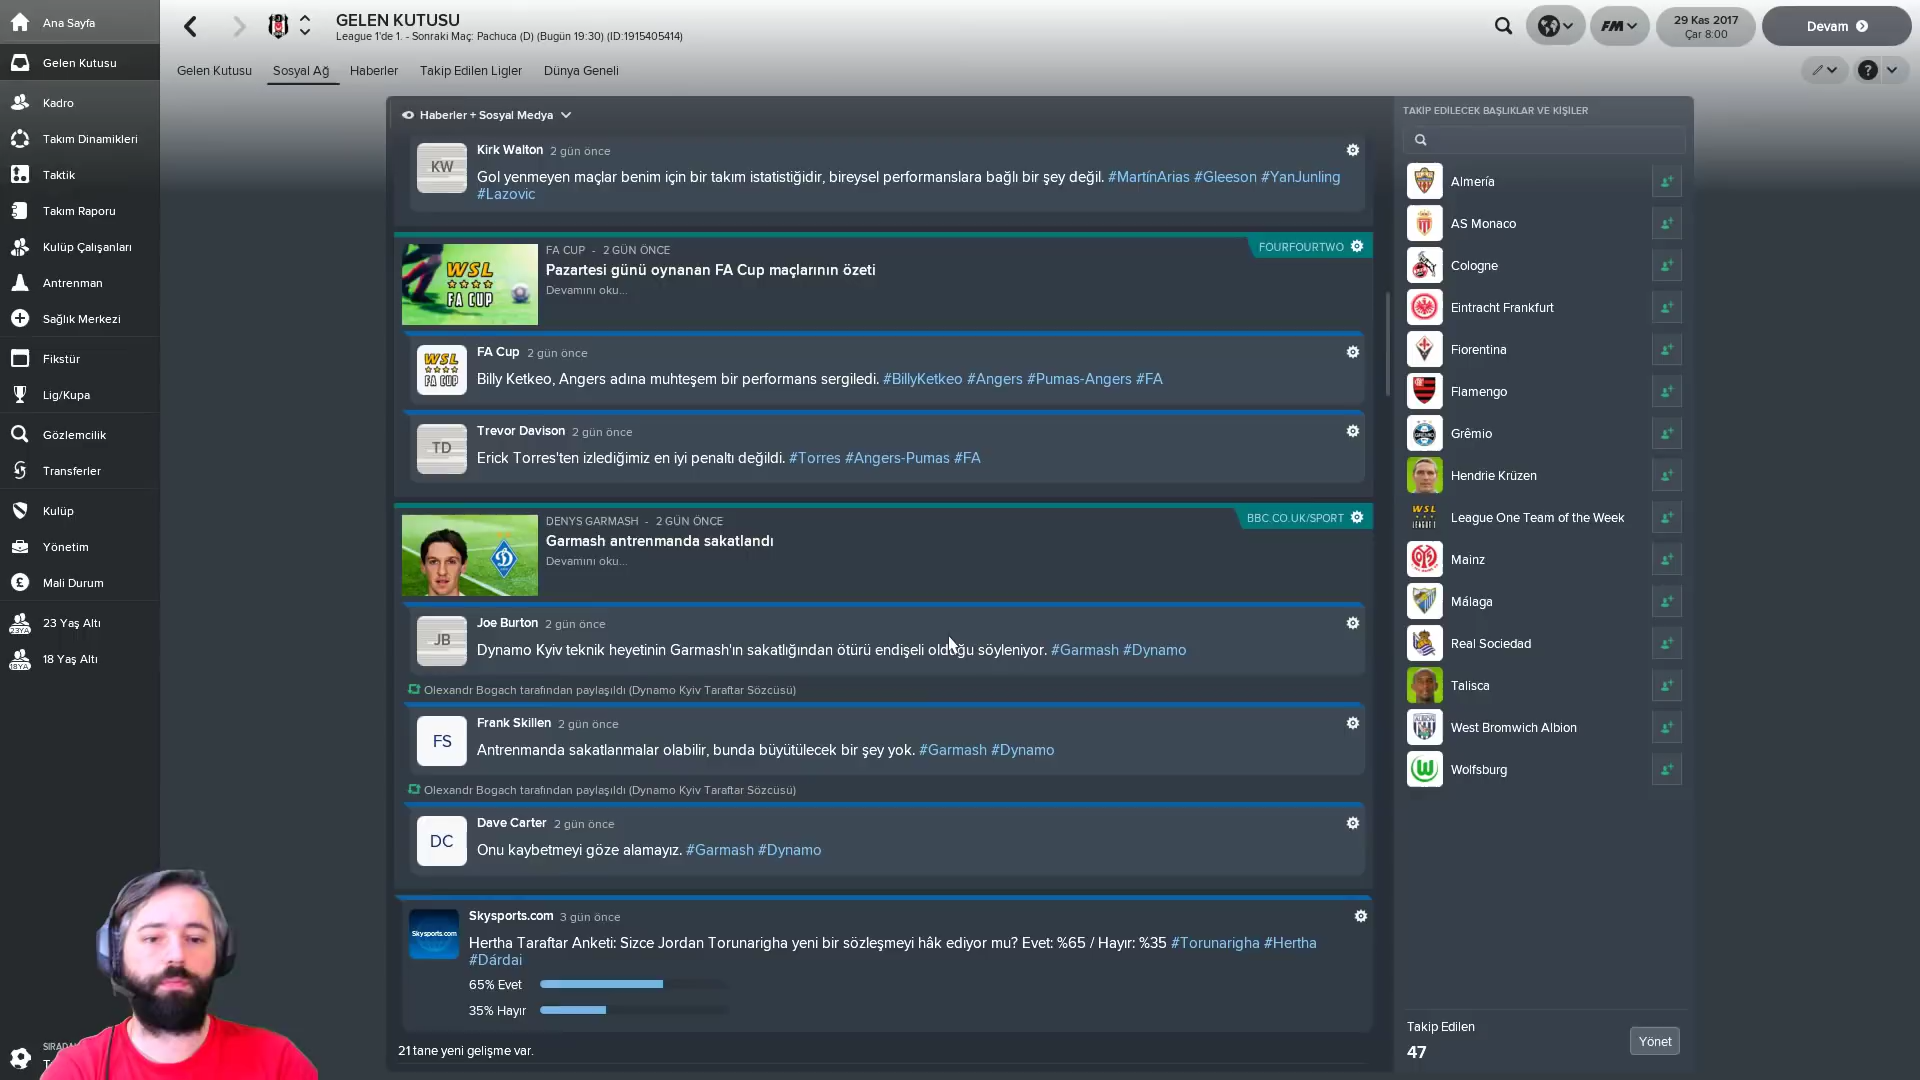 Ana Sayfa
Gelen Kutusu
Kadro
Takım Dinamikleri
Taktik
Takım Raporu
Kulüp Çalışanları
Antrenman
Sağlık Merkezi
Fikstür
Lig/Kupa
Gözlemcilik
Transferler
Kulüp
Yönetim
Mali Durum
23YA
23 Yaş Altı
18YA
18 Yaş Altı
GELEN KUTUSU
League 1'de 1. - Sonraki Maç: Pachuca (D) (Bugün 19:30) (ID:1915405414)
FM
29 Kas 2017
Çar 8:00
Devam
Gelen Kutusu
Sosyal Ağ
Haberler
Takip Edilen Ligler
Dünya Geneli
?
Haberler + Sosyal Medya
KW
Kirk Walton 2 gün önce
Gol yenmeyen maçlar benim için bir takım istatistiğidir, bireysel performanslara bağlı bir şey değil. #MartínArias #Gleeson #YanJunling
#Lazovic
WSL
FA CUP
FA CUP - 2 GÜN ÖNCE
FOURFOURTWO
Pazartesi günü oynanan FA Cup maçlarının özeti
Devamını oku...
WSL
FA CUP
FA Cup 2 gün önce
Billy Ketkeo, Angers adına muhteşem bir performans sergiledi. #BillyKetkeo #Angers #Pumas-Angers #FA
TD
Trevor Davison 2 gün önce
Erick Torres'ten izlediğimiz en iyi penaltı değildi. #Torres #Angers-Pumas #FA
DENYS GARMASH - 2 GÜN ÖNCE
BBC.CO.UK/SPORT
Garmash antrenmanda sakatlandı
Devamını oku...
JB
Joe Burton 2 gün önce
Dynamo Kyiv teknik heyetinin Garmash'ın sakatlığından ötürü endişeli olduğu söyleniyor. #Garmash #Dynamo
Olexandr Bogach tarafından paylaşıldı (Dynamo Kyiv Taraftar Sözcüsü)
FS
Frank Skillen 2 gün önce
Antrenmanda sakatlanmalar olabilir, bunda büyütülecek bir şey yok. #Garmash #Dynamo
Olexandr Bogach tarafından paylaşıldı (Dynamo Kyiv Taraftar Sözcüsü)
DC
Dave Carter 2 gün önce
Onu kaybetmeyi göze alamayız. #Garmash #Dynamo
Skysports.com
Skysports.com 3 gün önce
Hertha Taraftar Anketi: Sizce Jordan Torunarigha yeni bir sözleşmeyi hâk ediyor mu? Evet: %65 / Hayır: %35 #Torunarigha #Hertha
#Dárdai
65% Evet
35% Hayır
21 tane yeni gelişme var.
TAKİP EDİLECEK BAŞLIKLAR VE KİŞİLER
Almería
AS Monaco
Cologne
Eintracht Frankfurt
Fiorentina
Flamengo
Grêmio
Hendrie Krüzen
WSL
League One Team of the Week
Mainz
Málaga
Real Sociedad
Talisca
West Bromwich Albion
Wolfsburg
Takip Edilen
47
Yönet